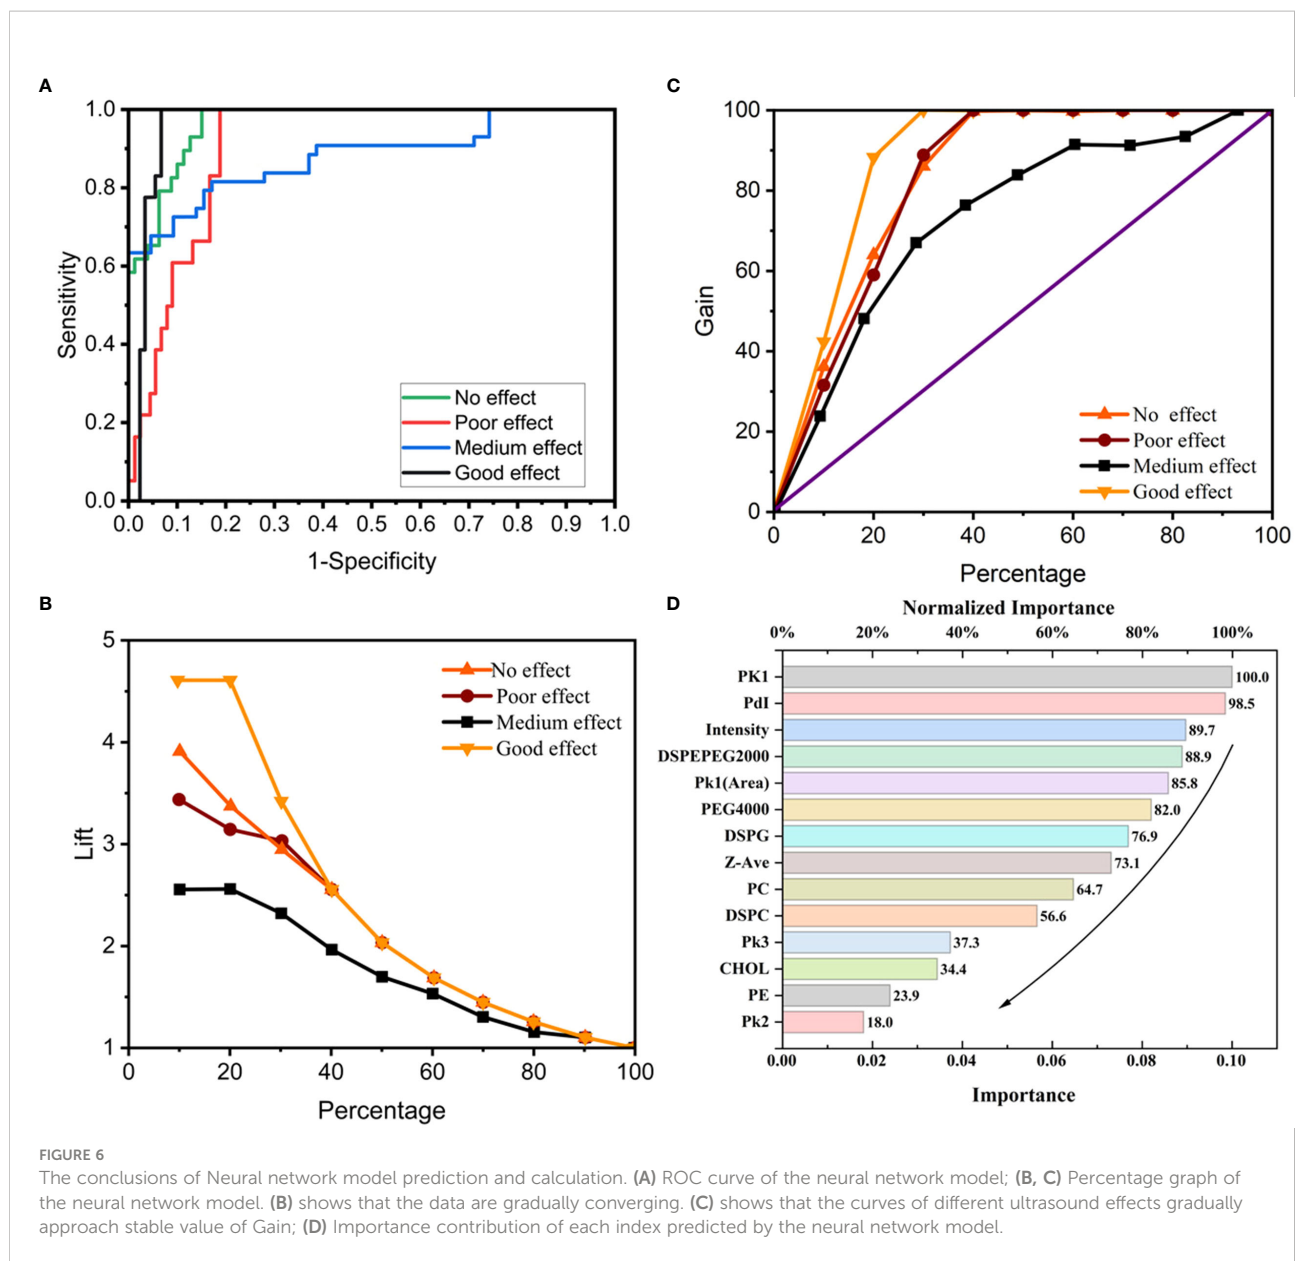 A
1.0
0.8
0.6
0.4
0.2
0.0
Sensitivity
No effect
Poor effect
Medium effect
Good effect
0.0 0.1 0.2 0.3 0.4 0.5 0.6 0.7 0.8 0.9 1.0
1-Specificity
C
100
80
60
40
20
0
Gain
No effect
Poor effect
Medium effect
Good effect
0 20 40 60 80 100
Percentage
B
5
4
3
2
1
Lift
No effect
Poor effect
Medium effect
Good effect
0 20 40 60 80 100
Percentage
D
Normalized Importance
0% 20% 40% 60% 80% 100%
PK1 100.0
PdI 98.5
Intensity 89.7
DSPEPEG2000 88.9
Pk1(Area) 85.8
PEG4000 82.0
DSPG 76.9
Z-Ave 73.1
PC 64.7
DSPC 56.6
Pk3 37.3
CHOL 34.4
PE 23.9
Pk2 18.0
0.00 0.02 0.04 0.06 0.08 0.10
Importance
FIGURE 6
The conclusions of Neural network model prediction and calculation. (A) ROC curve of the neural network model; (B, C) Percentage graph of
the neural network model. (B) shows that the data are gradually converging. (C) shows that the curves of different ultrasound effects gradually
approach stable value of Gain; (D) Importance contribution of each index predicted by the neural network model.